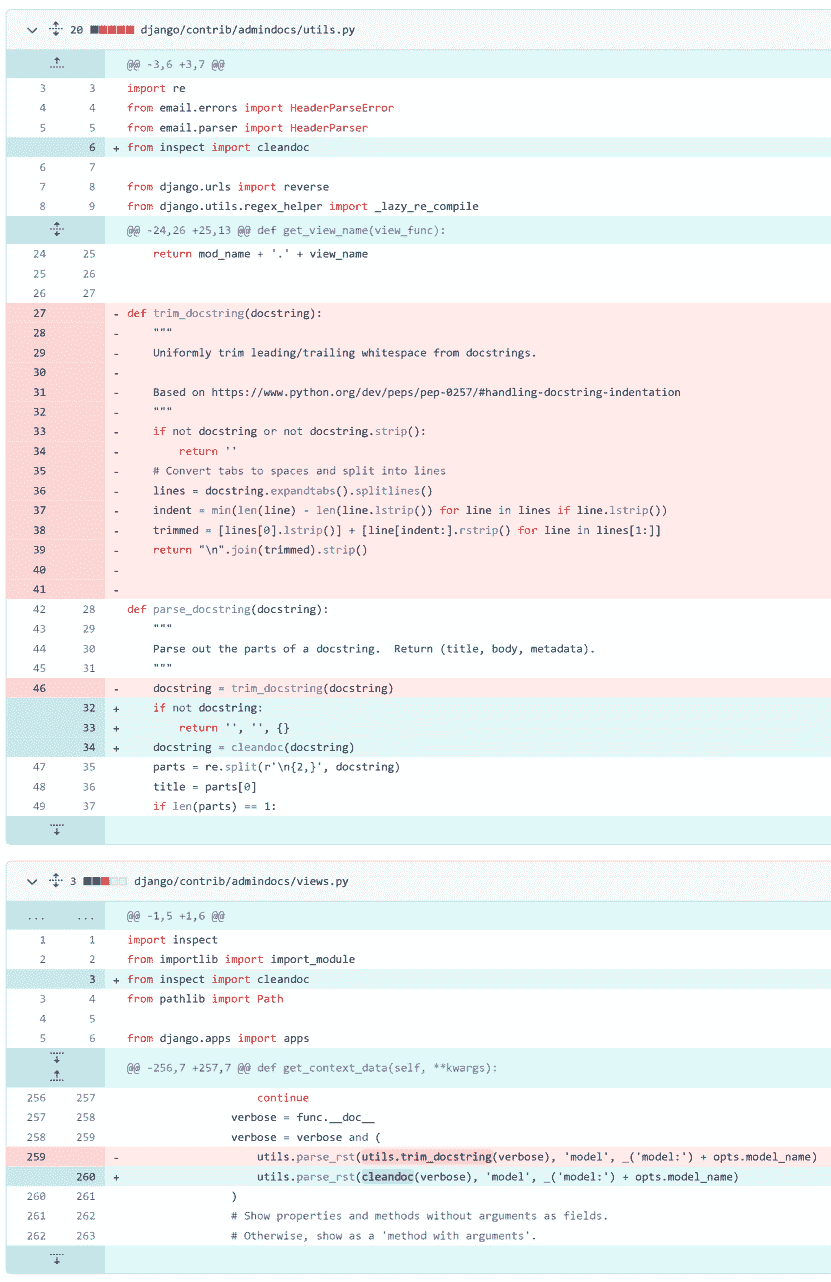 20 django/contrib/admindocs/utils.py
@@ -3,6 +3,7 @@
3 3 import re
4 4 from email.errors import HeaderParseError
5 5 from email.parser import HeaderParser
6 + from inspect import cleandoc
6 7
7 8 from django.urls import reverse
8 9 from django.utils.regex_helper import _lazy_re_compile
@@ -24,26 +25,13 @@ def get_view_name(view_func):
24 25     return mod_name + '.' + view_name
25 26
26 27
27 - def trim_docstring(docstring):
28 -     """
29 -     Uniformly trim leading/trailing whitespace from docstrings.
30 -
31 -     Based on https://www.python.org/dev/peps/pep-0257/#handling-docstring-indentation
32 -     """
33 -     if not docstring or not docstring.strip():
34 -         return ''
35 -     # Convert tabs to spaces and split into lines
36 -     lines = docstring.expandtabs().splitlines()
37 -     indent = min(len(line) - len(line.lstrip()) for line in lines if line.lstrip())
38 -     trimmed = [lines[0].lstrip()] + [line[indent:].rstrip() for line in lines[1:]]
39 -     return "\n".join(trimmed).strip()
40 -
41 -
42 28 def parse_docstring(docstring):
43 29     """
44 30     Parse out the parts of a docstring.  Return (title, body, metadata).
45 31     """
46 -     docstring = trim_docstring(docstring)
32 +     if not docstring:
33 +         return '', '', {}
34 +     docstring = cleandoc(docstring)
47 35     parts = re.split(r'\n{2,}', docstring)
48 36     title = parts[0]
49 37     if len(parts) == 1:
3 django/contrib/admindocs/views.py
... ... @@ -1,5 +1,6 @@
1 1 import inspect
2 2 from importlib import import_module
3 + from inspect import cleandoc
3 4 from pathlib import Path
4 5
5 6 from django.apps import apps
@@ -256,7 +257,7 @@ def get_context_data(self, **kwargs):
256 257                     continue
257 258                 verbose = func.__doc__
258 259                 verbose = verbose and (
259 -                     utils.parse_rst(utils.trim_docstring(verbose), 'model', _('model:') + opts.model_name)
260 +                     utils.parse_rst(cleandoc(verbose), 'model', _('model:') + opts.model_name)
260 261                 )
261 262                 # Show properties and methods without arguments as fields.
262 263                 # Otherwise, show as a 'method with arguments'.